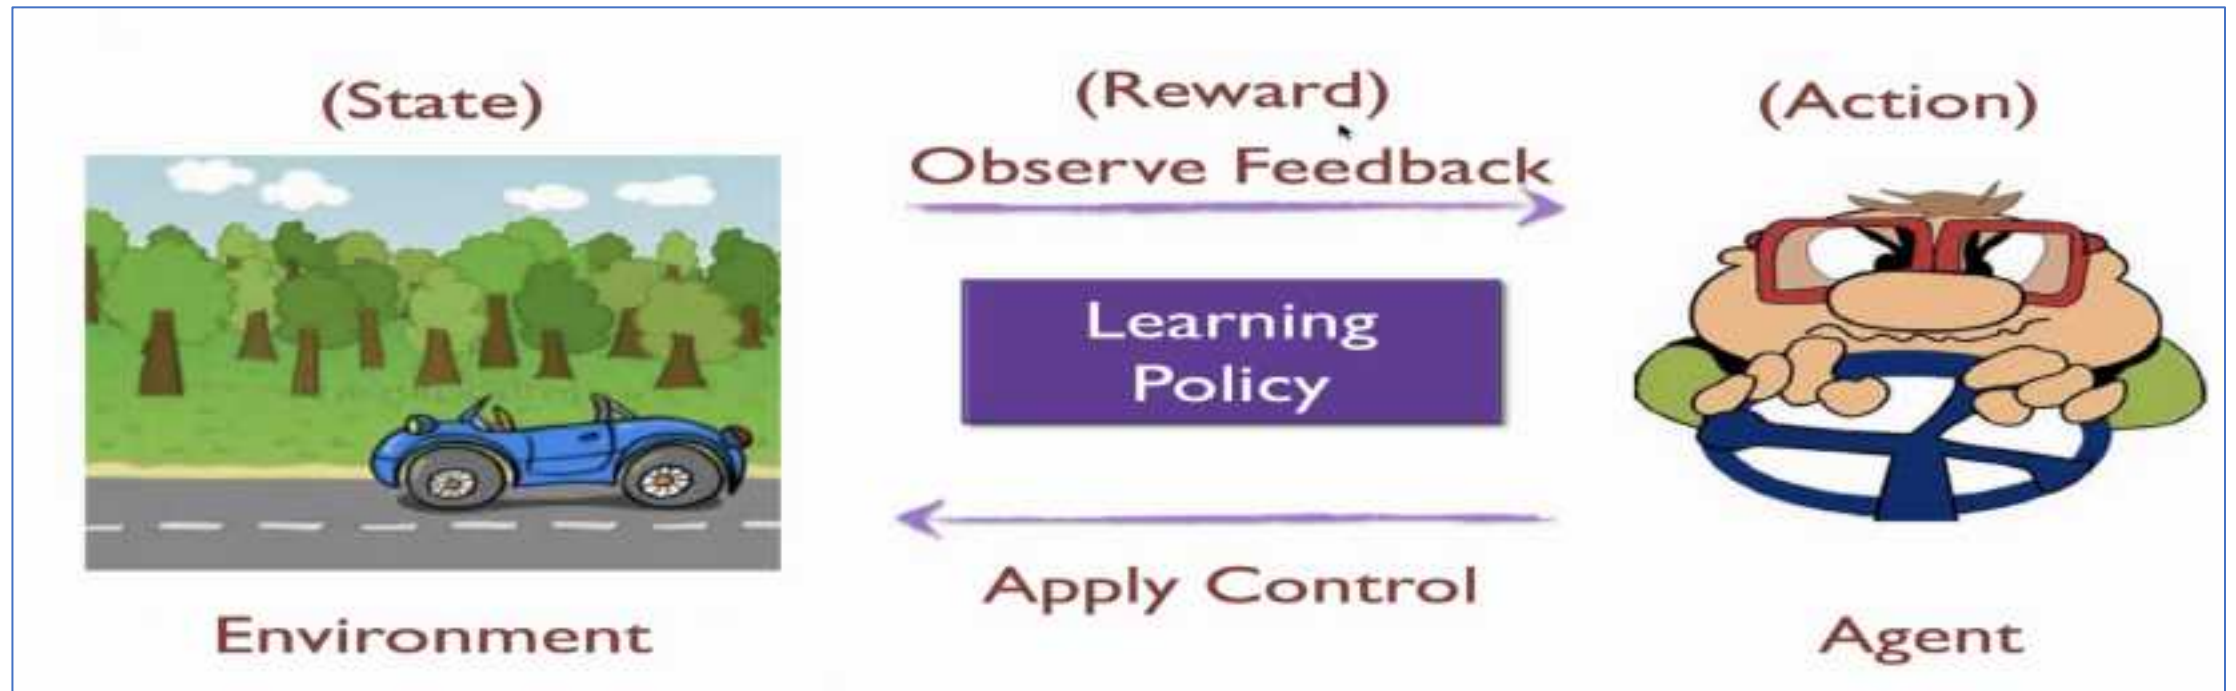 (State)
(Reward)
(Action)
Observe Feedback
Learning
Policy
Apply Control
Environment
Agent